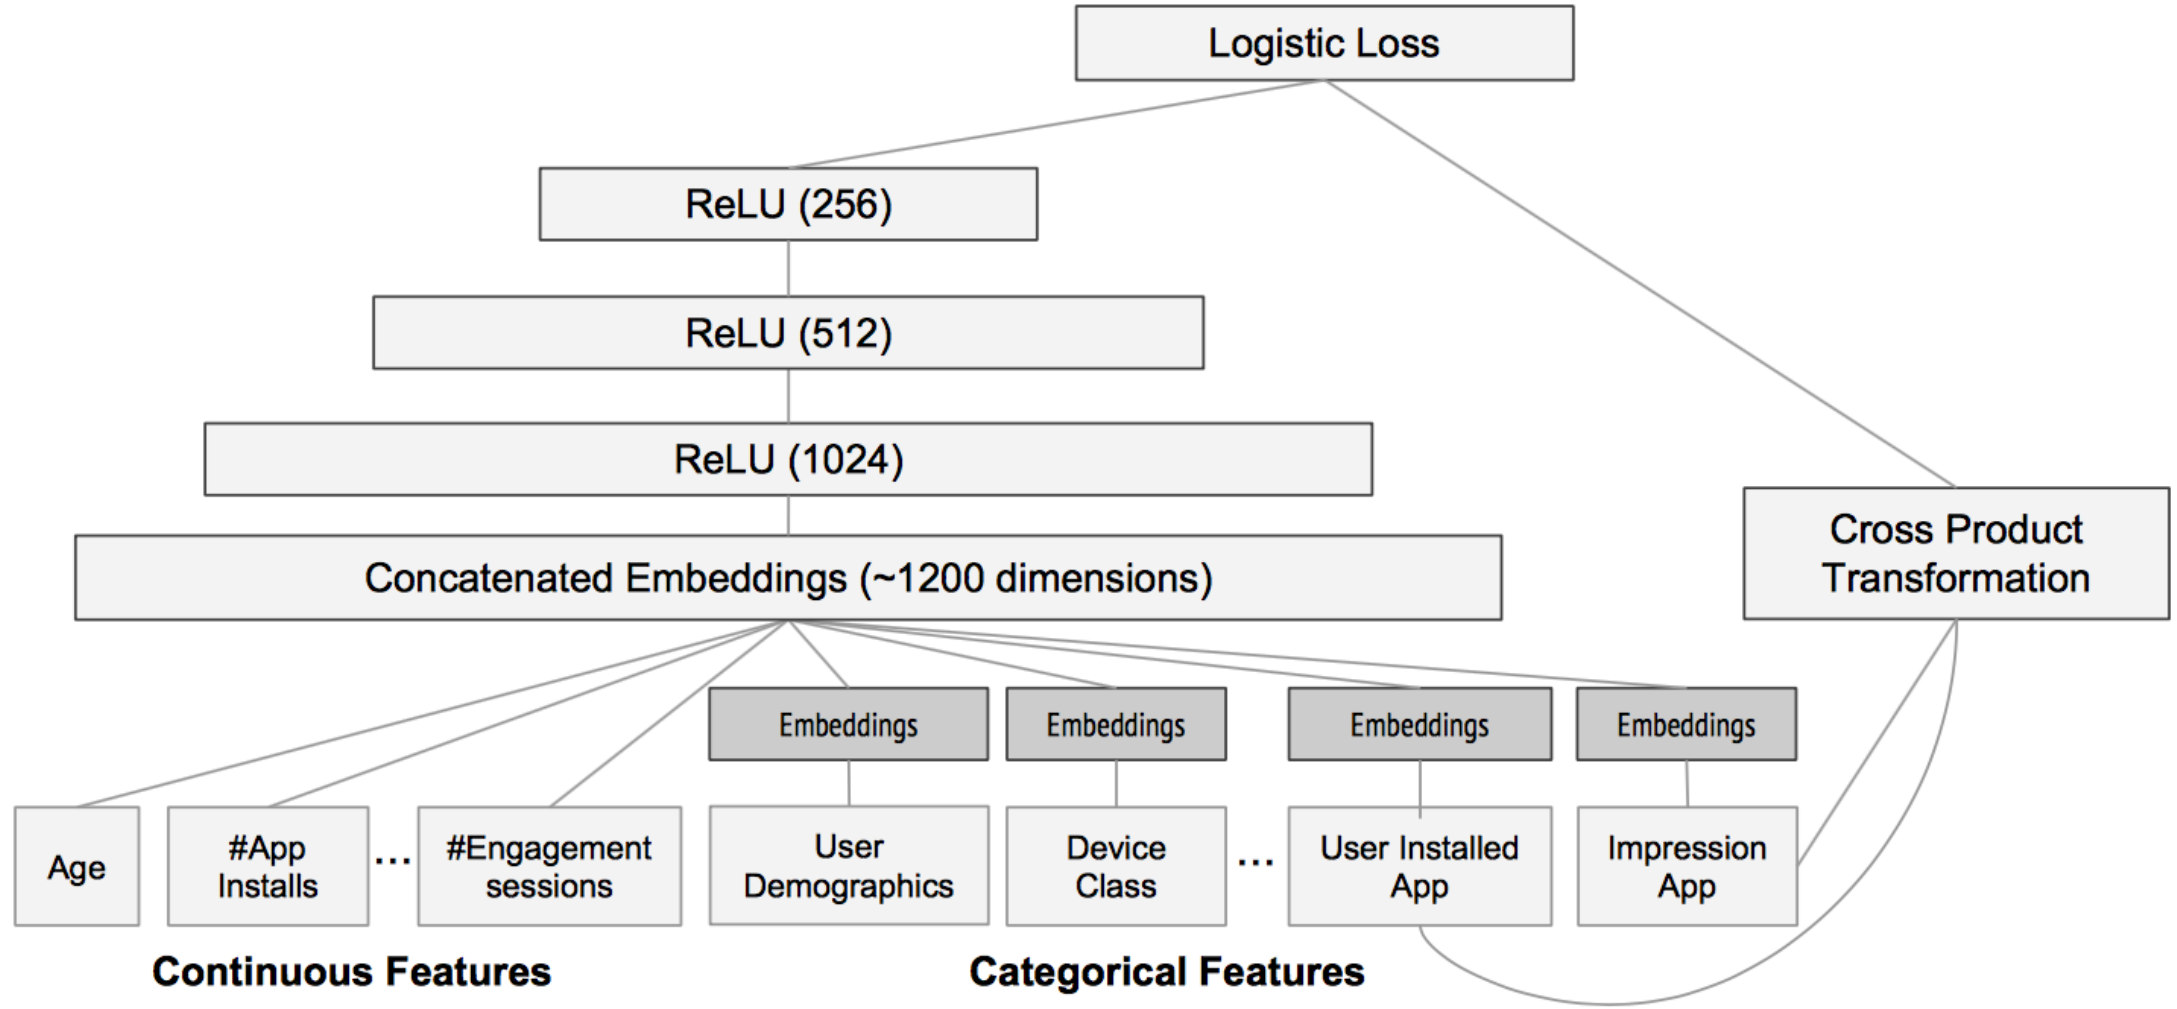 Logistic Loss
ReLU (256)
ReLU (512)
ReLU (1024)
Cross Product
Transformation
Concatenated Embeddings (~1200 dimensions)
Embeddings
Embeddings
Embeddings
Embeddings
Age
#App
Installs
...
#Engagement
sessions
User
Demographics
Device
Class
...
User Installed
App
Impression
App
Continuous Features
Categorical Features